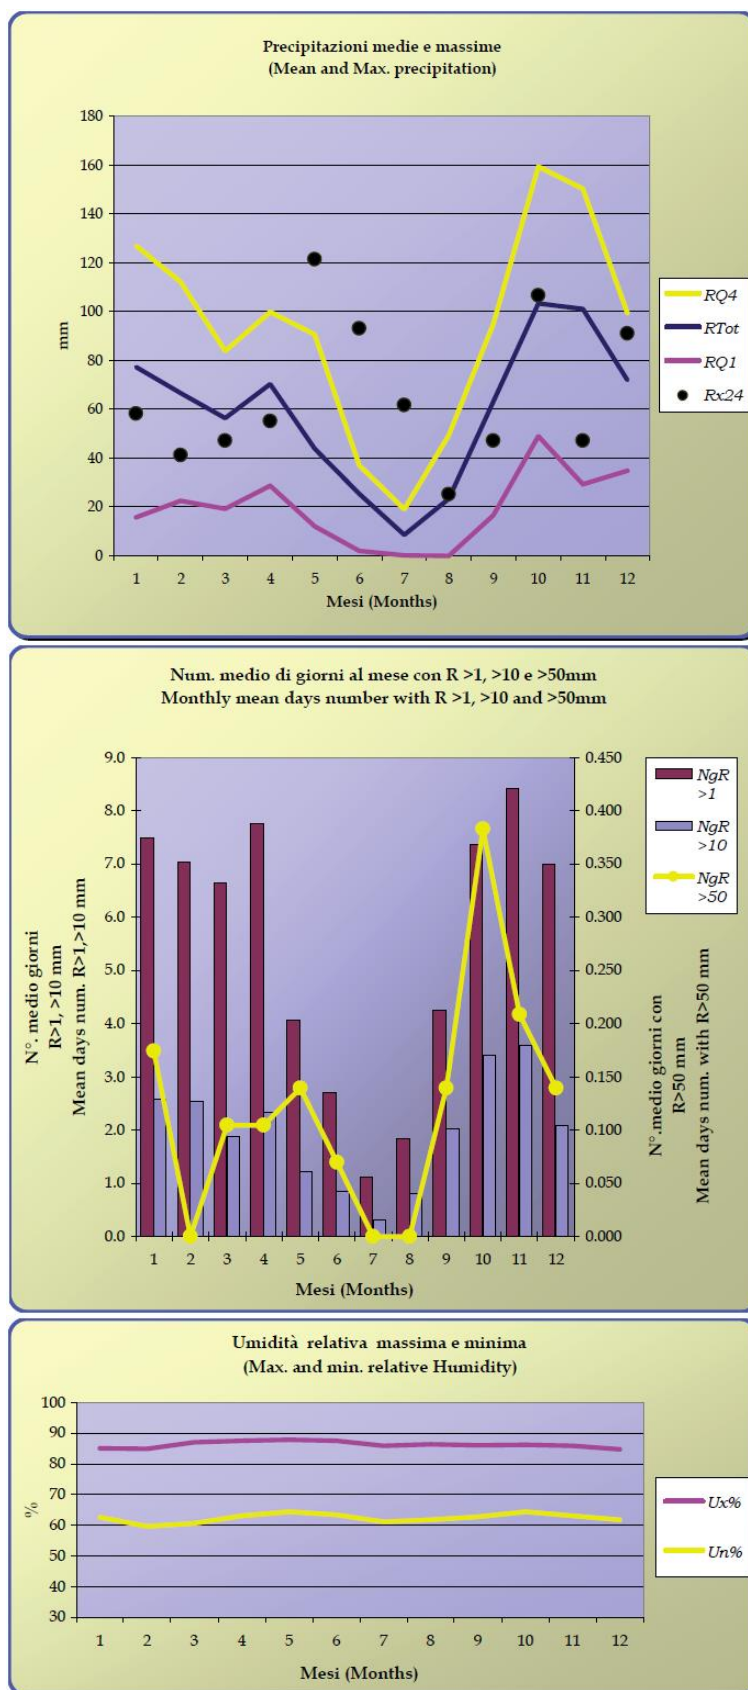 Precipitazioni medie e massime
(Mean and Max. precipitation)
180
160
140
120
100
80
60
40
20
0
mm
1 2 3 4 5 6 7 8 9 10 11 12
Mesi (Months)
RQ4
RTot
RQ1
Rx24
Num. medio di giorni al mese con R >1, >10 e >50mm
Monthly mean days number with R >1, >10 and >50mm
N°. medio giorni
R>1, >10 mm
Mean days num. R>1,>10 mm
9.0
8.0
7.0
6.0
5.0
4.0
3.0
2.0
1.0
0.0
1 2 3 4 5 6 7 8 9 10 11 12
Mesi (Months)
0.450
0.400
0.350
0.300
0.250
0.200
0.150
0.100
0.050
0.000
N°.medio giorni con
R>50 mm
Mean days num. with R>50 mm
NgR
>1
NgR
>10
NgR
>50
Umidità relativa massima e minima
(Max. and min. relative Humidity)
100
90
80
70
60
50
40
30
%
1 2 3 4 5 6 7 8 9 10 11 12
Mesi (Months)
Ux%
Un%